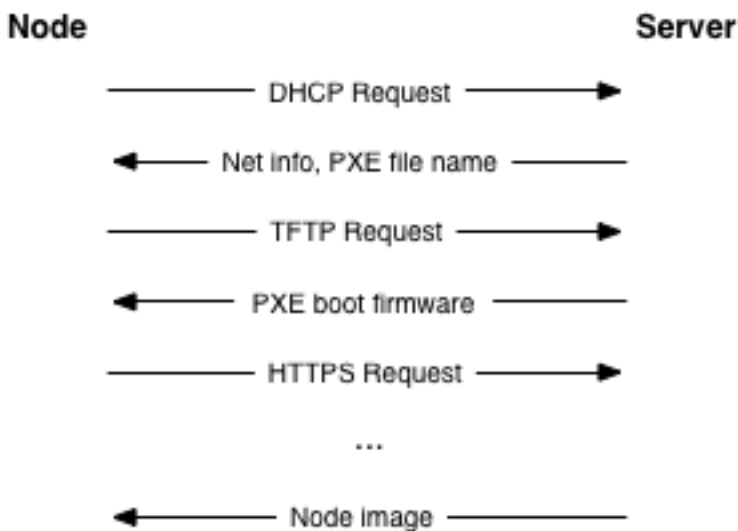 Node Server
DHCP Request
Net info, PXE file name
TFTP Request
PXE boot firmware
HTTPS Request
...
Node image